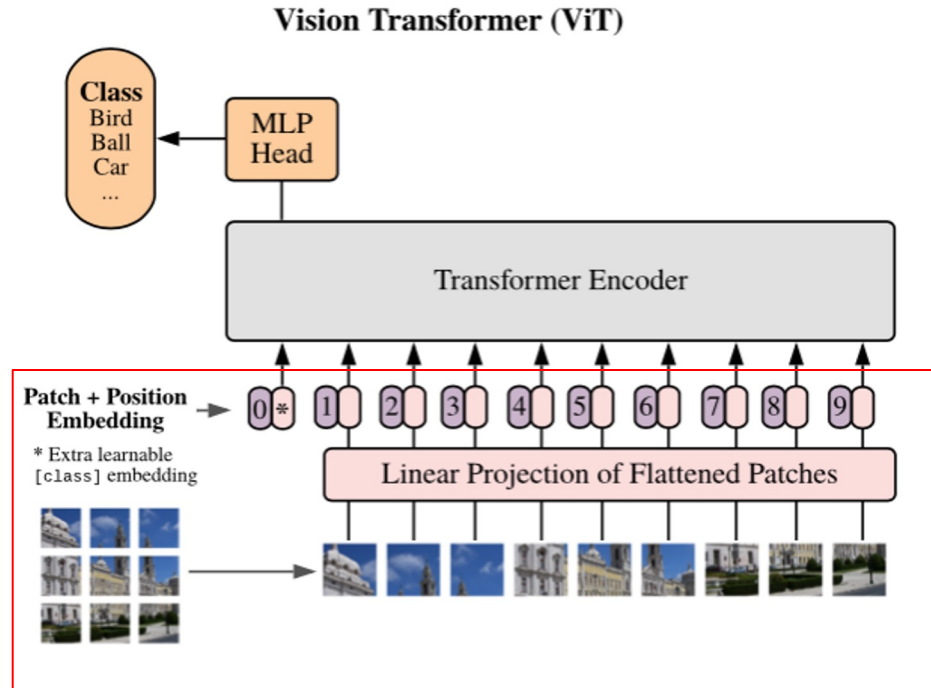 Vision Transformer (ViT)
Class
Bird
Ball
Car
...
MLP
Head
Transformer Encoder
Patch + Position
Embedding
0 * 1 2 3 4 5 6 7 8 9
* Extra learnable
[class] embedding
Linear Projection of Flattened Patches